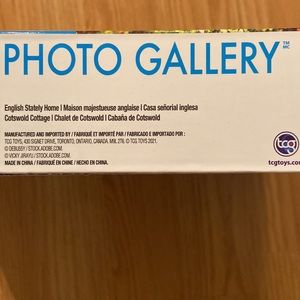 PHOTO GALLERY™ MC
English Stately Home | Maison majestueuse anglaise | Casa señorial inglesa
Cotswold Cottage | Chalet de Cotswold | Cabaña de Cotswold
MANUFACTURED AND IMPORTED BY / FABRIQUÉ ET IMPORTÉ PAR / FABRICADO E IMPORTADO POR :
TCG TOYS, 430 SIGNET DRIVE, TORONTO, ONTARIO, CANADA. M9L 2T6. © TCG TOYS 2021.
© DEBUSSY / STOCK.ADOBE.COM.
© VICKY JIRAYU / STOCK.ADOBE.COM
MADE IN CHINA / FABRIQUÉ EN CHINE / HECHO EN CHINA.
tcg
tcgtoys.com